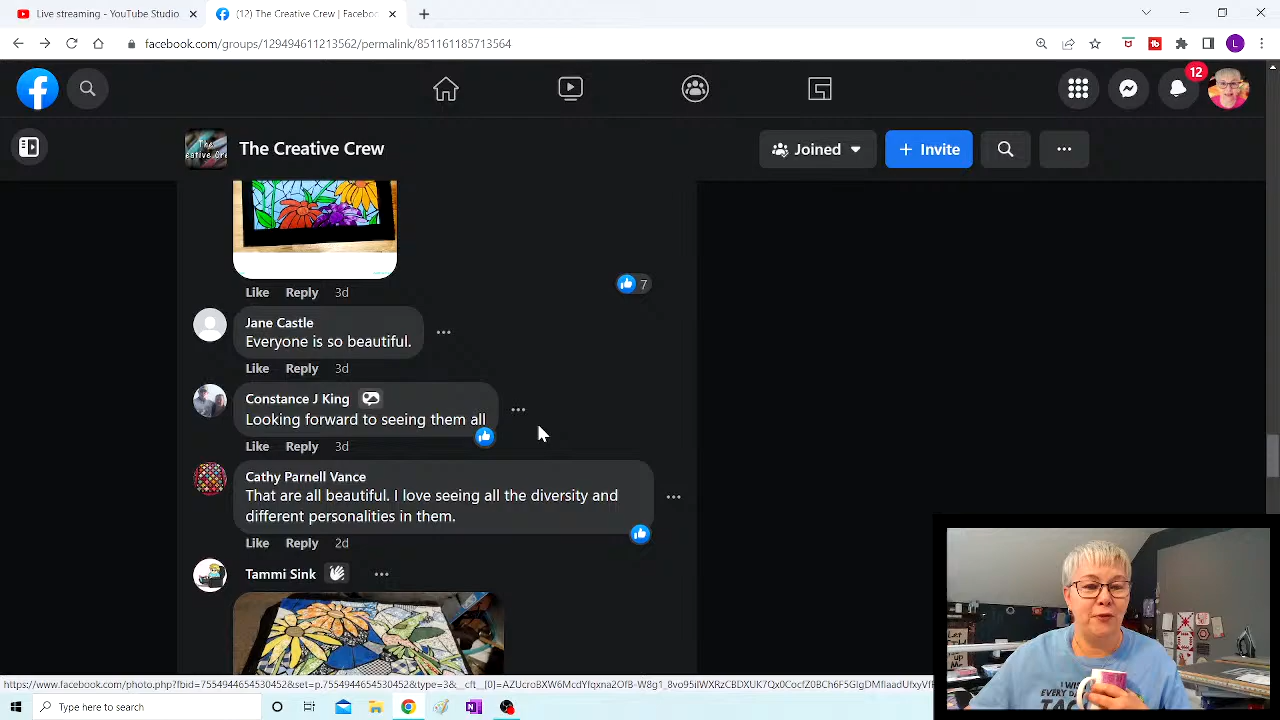 Live streaming - YouTube Studio
(12) The Creative Crew | Faceboo
facebook.com/groups/129494611213562/permalink/851161185713564
L
12
The Creative Crew
Joined
Invite
7
Like Reply 3d
Jane Castle
Everyone is so beautiful.
Like Reply 3d
Constance J King
Looking forward to seeing them all
Like Reply 3d
Cathy Parnell Vance
That are all beautiful. I love seeing all the diversity and
different personalities in them.
Like Reply 2d
Tammi Sink
Type here to search